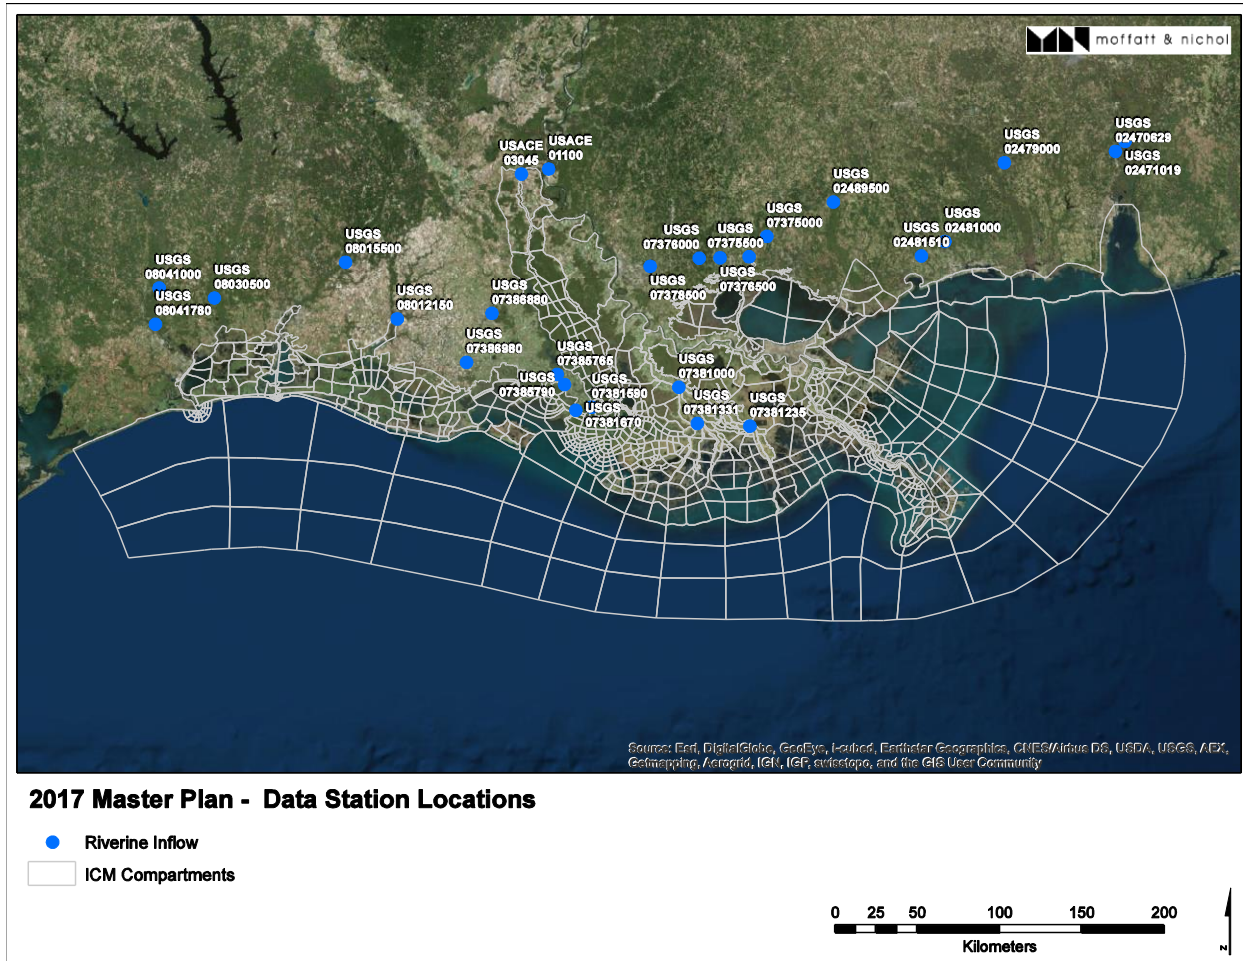 moffatt & nichol
USGS
02470629
USGS
02471019
USGS
02479000
USACE
03045
USACE
01100
USGS
02489500
USGS
07375000
USGS
02481000
USGS
02481510
USGS
07376000
USGS
07375500
USGS
07376500
USGS
07378500
USGS
08015500
USGS
08041000
USGS
08030500
USGS
08041780
USGS
08012150
USGS
07386880
USGS
07386980
USGS
07385765
USGS
07385790
USGS
07381590
USGS
07381670
USGS
07381000
USGS
07381331
USGS
07381235
Source: Esri, DigitalGlobe, GeoEye, i-cubed, Earthstar Geographics, CNES/Airbus DS, USDA, USGS, AEX,
Getmapping, Aerogrid, IGN, IGP, swisstopo, and the GIS User Community
2017 Master Plan - Data Station Locations
Riverine Inflow
ICM Compartments
0 25 50 100 150 200
Kilometers
N